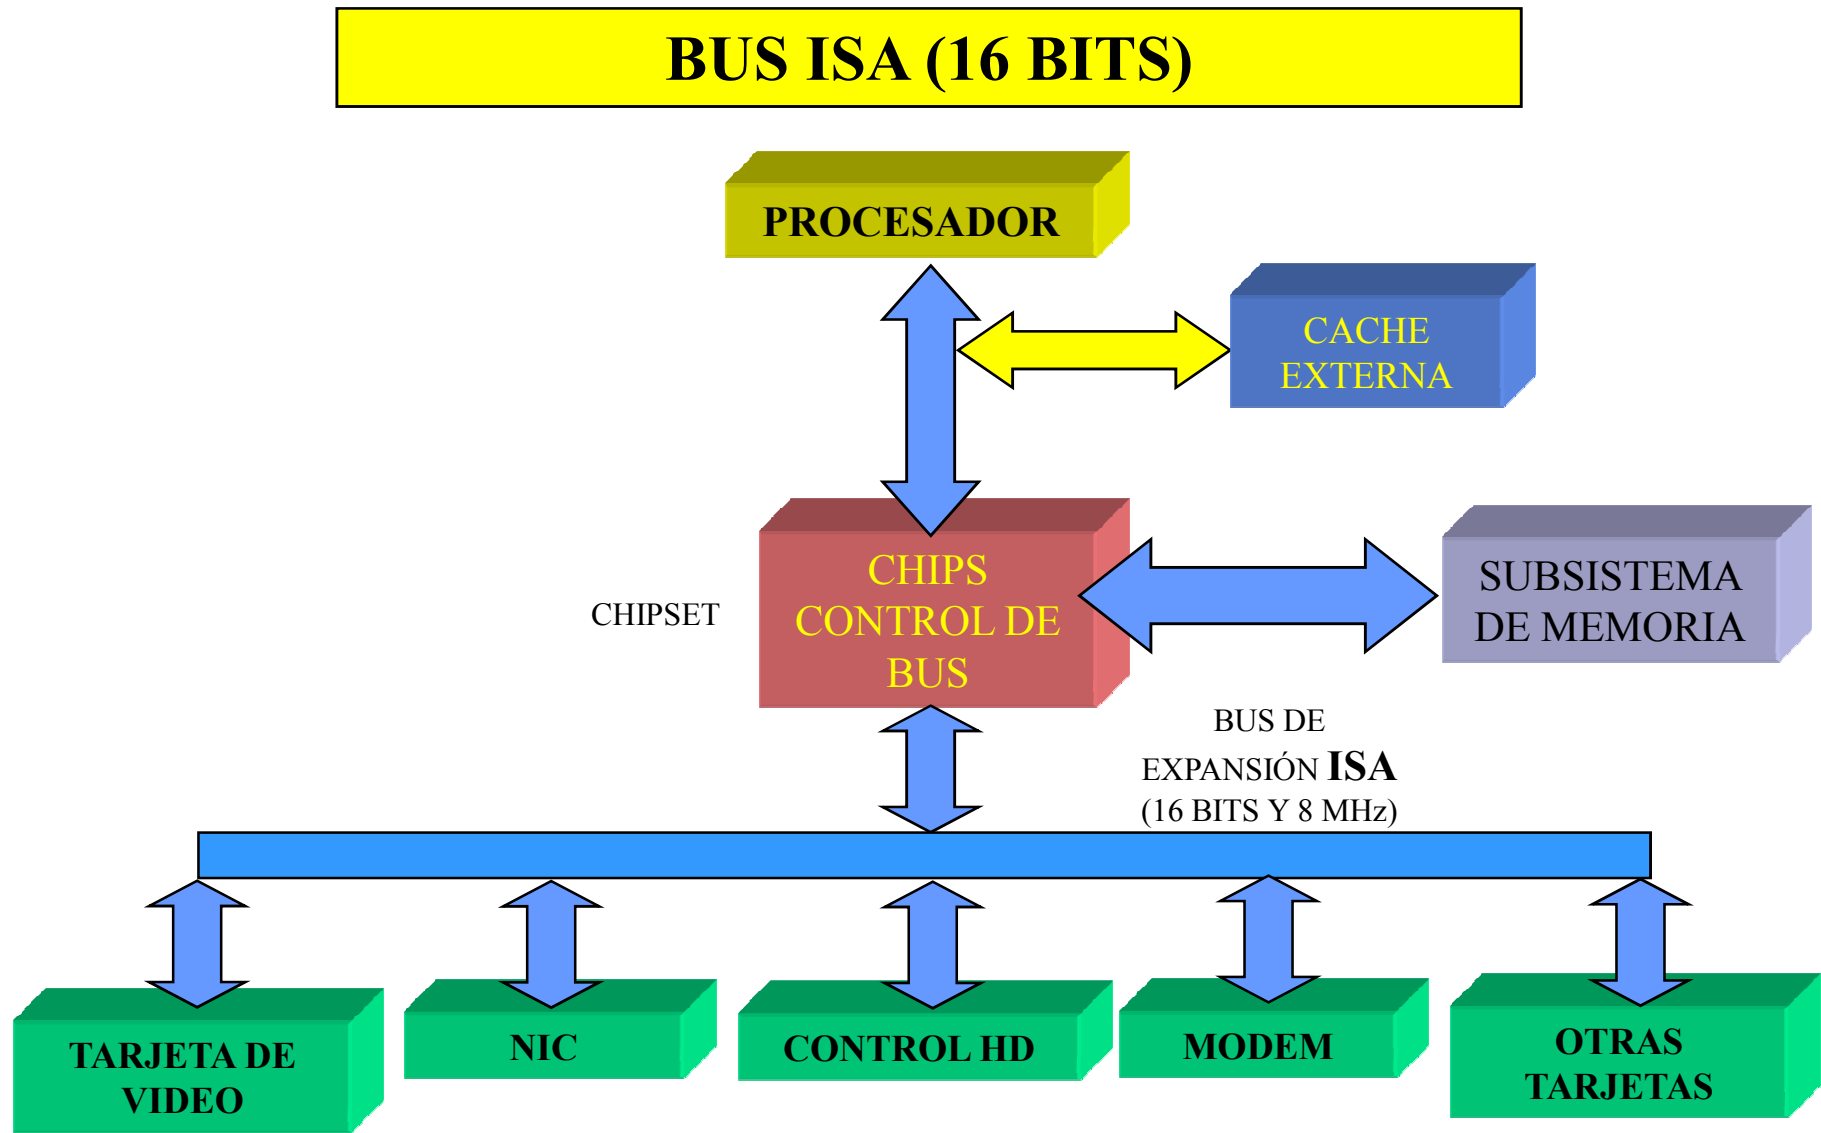 BUS ISA (16 BITS)
PROCESADOR
CACHE
EXTERNA
CHIPS
CONTROL DE
BUS
CHIPSET
SUBSISTEMA
DE MEMORIA
BUS DE
EXPANSIÓN ISA
(16 BITS Y 8 MHz)
TARJETA DE
VIDEO
NIC
CONTROL HD
MODEM
OTRAS
TARJETAS